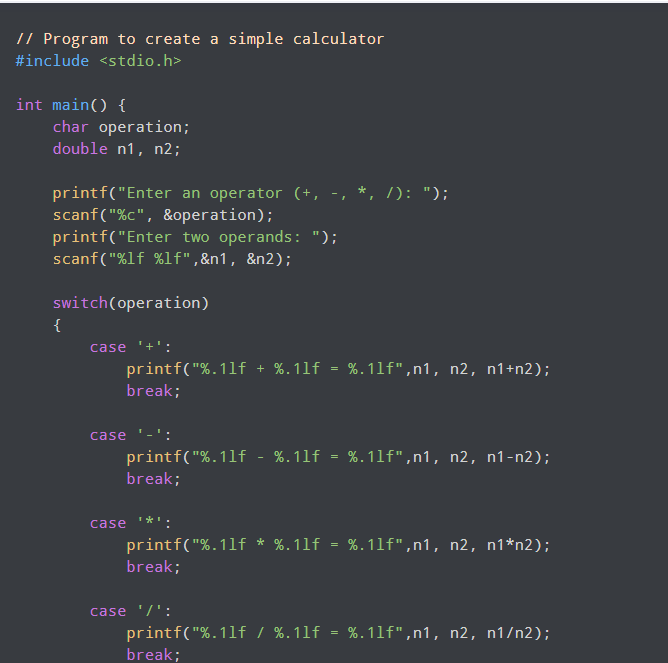 // Program to create a simple calculator
#include <stdio.h>

int main() {
    char operation;
    double n1, n2;

    printf("Enter an operator (+, -, *, /): ");
    scanf("%c", &operation);
    printf("Enter two operands: ");
    scanf("%lf %lf",&n1, &n2);

    switch(operation)
    {
        case '+':
            printf("%.1lf + %.1lf = %.1lf",n1, n2, n1+n2);
            break;

        case '-':
            printf("%.1lf - %.1lf = %.1lf",n1, n2, n1-n2);
            break;

        case '*':
            printf("%.1lf * %.1lf = %.1lf",n1, n2, n1*n2);
            break;

        case '/':
            printf("%.1lf / %.1lf = %.1lf",n1, n2, n1/n2);
            break;